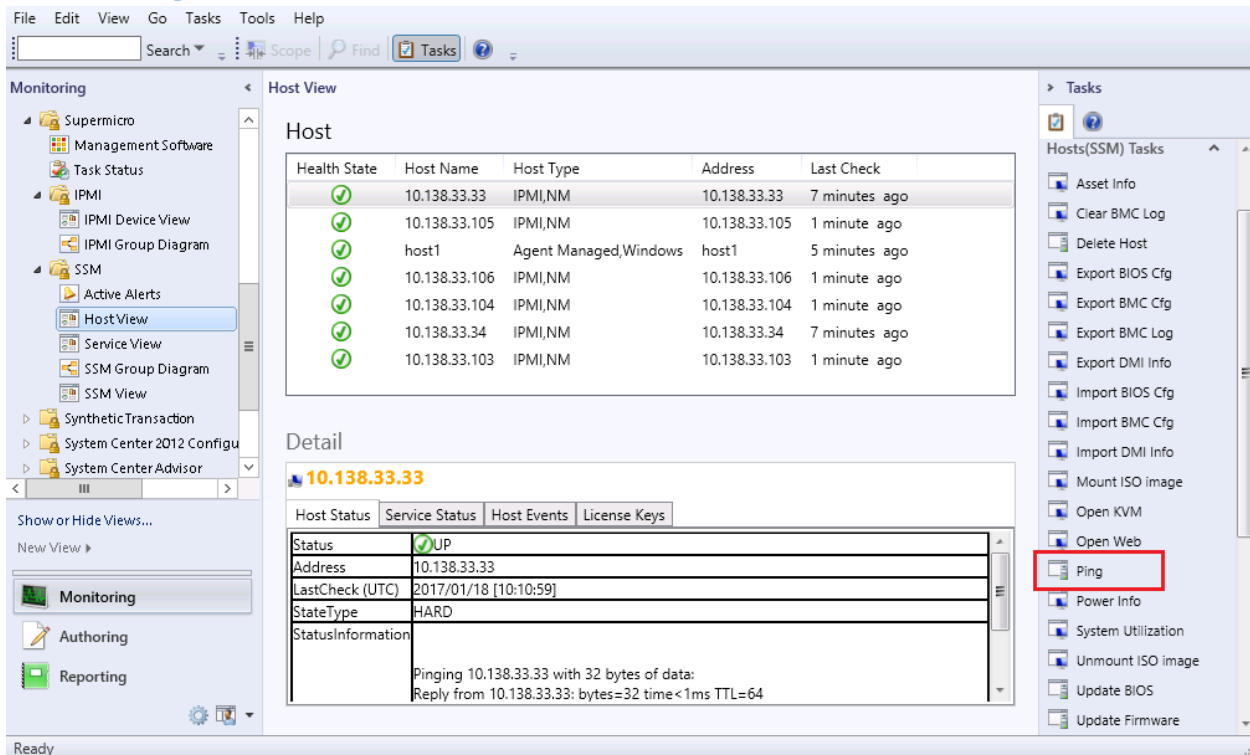 File Edit View Go Tasks Tools Help
Search Scope Find Tasks
Monitoring
Supermicro
Management Software
Task Status
IPMI
IPMI Device View
IPMI Group Diagram
SSM
Active Alerts
Host View
Service View
SSM Group Diagram
SSM View
Synthetic Transaction
System Center 2012 Configu
System Center Advisor
Show or Hide Views...
New View
Monitoring
Authoring
Reporting
Host View
Host
Health State Host Name Host Type Address Last Check
10.138.33.33 IPMI,NM 10.138.33.33 7 minutes ago
10.138.33.105 IPMI,NM 10.138.33.105 1 minute ago
host1 Agent Managed,Windows host1 5 minutes ago
10.138.33.106 IPMI,NM 10.138.33.106 1 minute ago
10.138.33.104 IPMI,NM 10.138.33.104 1 minute ago
10.138.33.34 IPMI,NM 10.138.33.34 7 minutes ago
10.138.33.103 IPMI,NM 10.138.33.103 1 minute ago
Detail
10.138.33.33
Host Status Service Status Host Events License Keys
Status UP
Address 10.138.33.33
LastCheck (UTC) 2017/01/18 [10:10:59]
StateType HARD
StatusInformation
Pinging 10.138.33.33 with 32 bytes of data:
Reply from 10.138.33.33: bytes=32 time<1ms TTL=64
Tasks
Hosts(SSM) Tasks
Asset Info
Clear BMC Log
Delete Host
Export BIOS Cfg
Export BMC Cfg
Export BMC Log
Export DMI Info
Import BIOS Cfg
Import BMC Cfg
Import DMI Info
Mount ISO image
Open KVM
Open Web
Ping
Power Info
System Utilization
Unmount ISO image
Update BIOS
Update Firmware
Ready